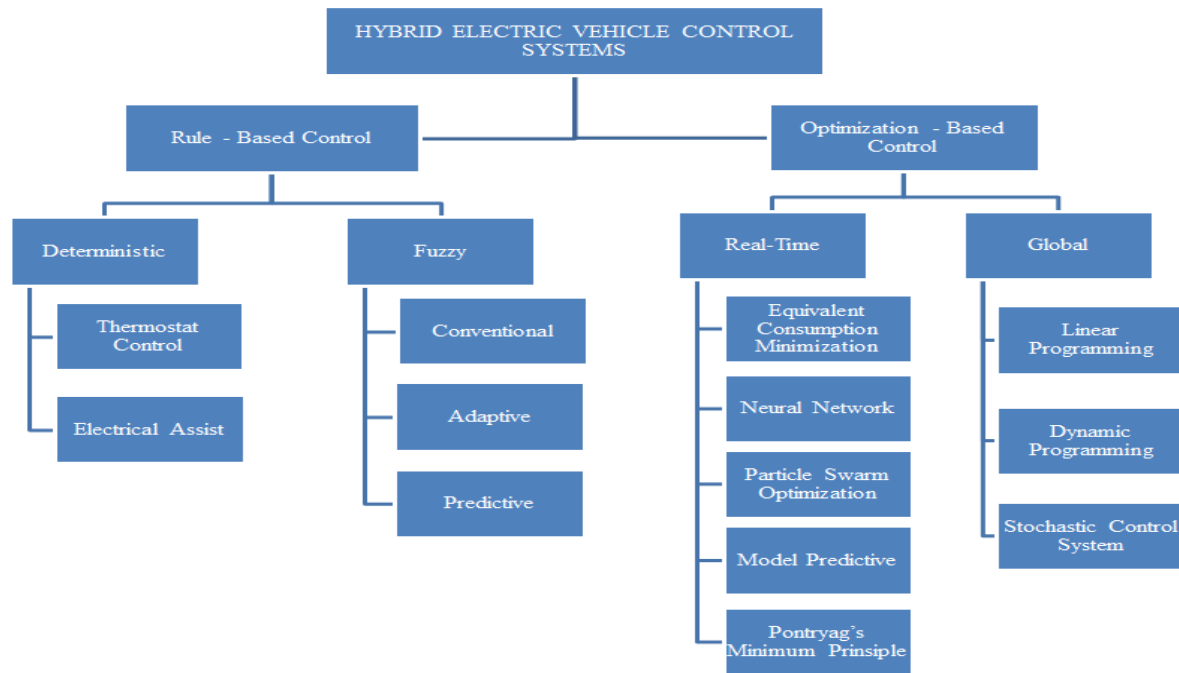 HYBRID ELECTRIC VEHICLE CONTROL
SYSTEMS
Rule - Based Control
Optimization - Based
Control
Deterministic
Fuzzy
Real-Time
Global
Thermostat
Control
Electrical Assist
Conventional
Adaptive
Predictive
Equivalent
Consumption
Minimization
Neural Network
Particle Swarm
Optimization
Model Predictive
Pontryag's
Minimum Prinsiple
Linear
Programming
Dynamic
Programming
Stochastic Control
System